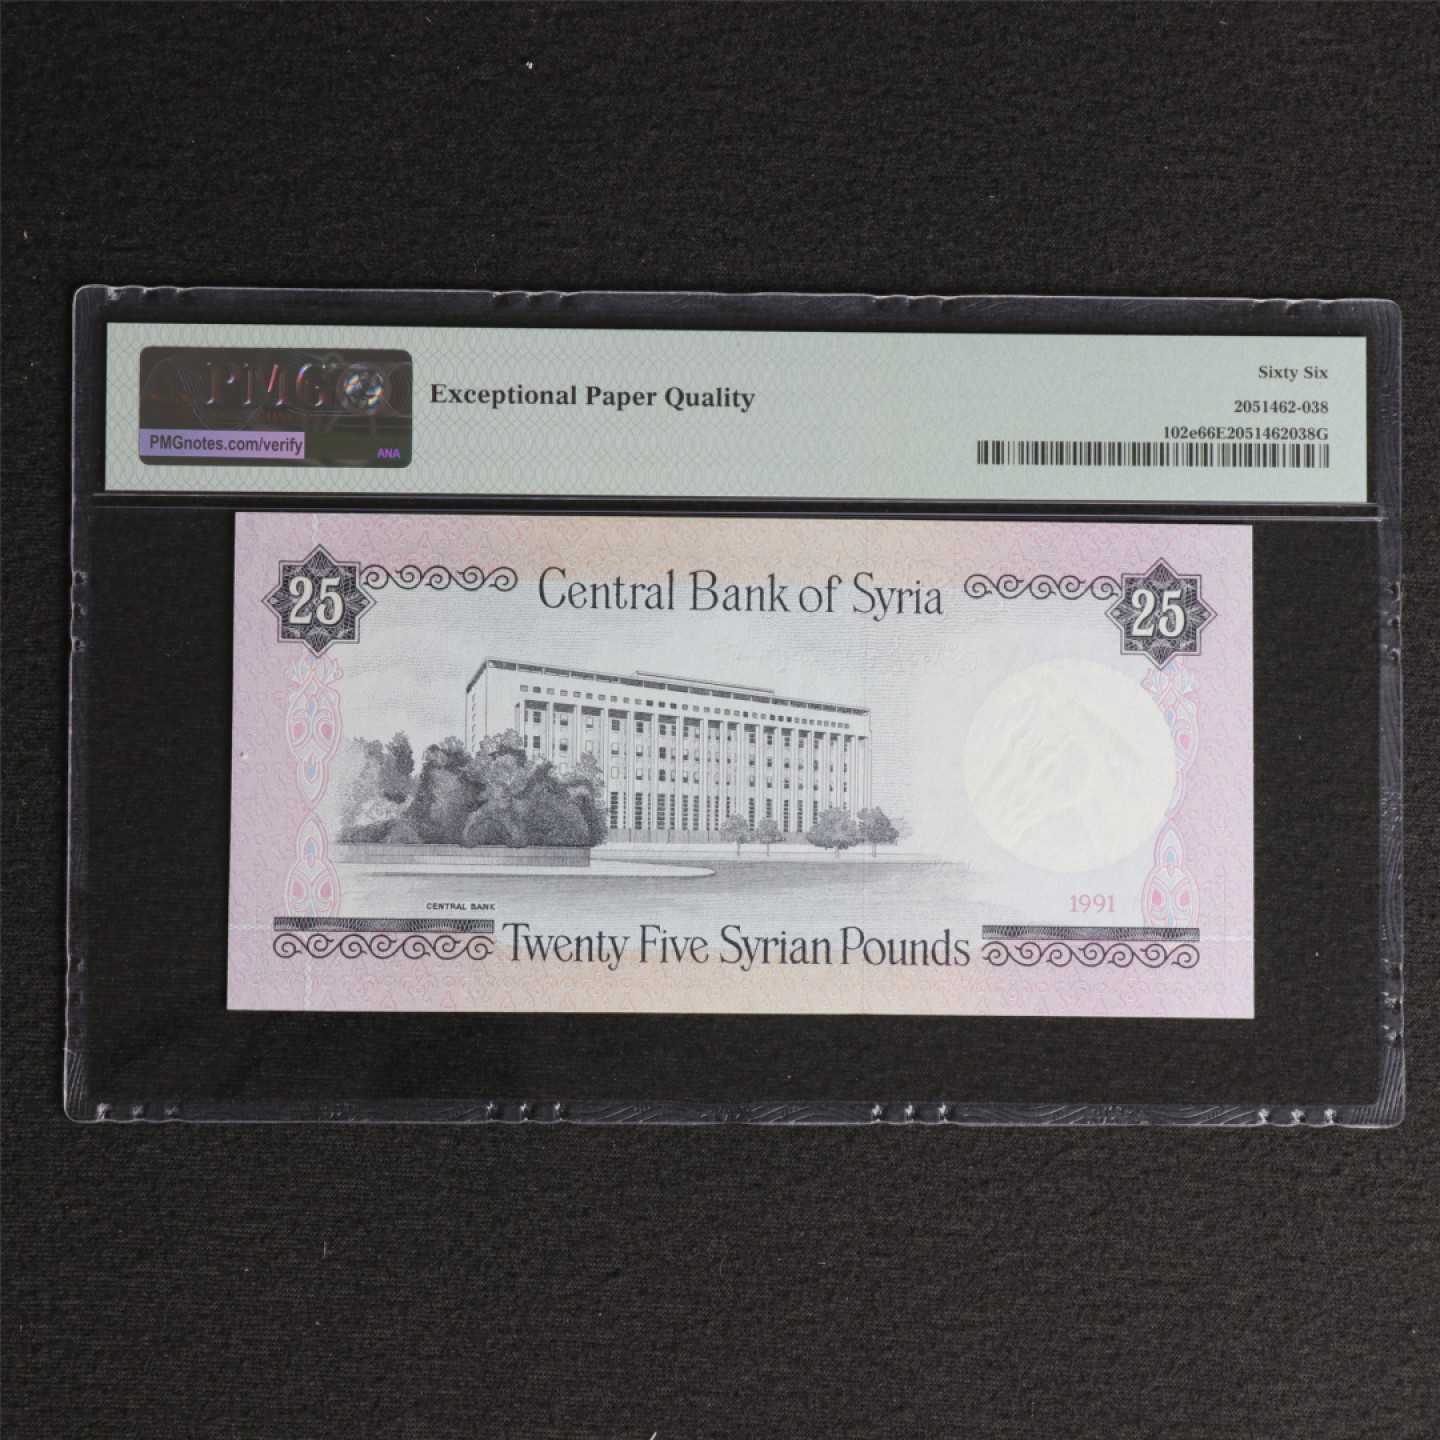 PMG
PMGnotes.com/verify
ANA
Exceptional Paper Quality
Sixty Six
2051462-038
102e66E2051462038G
25
Central Bank of Syria
25
1991
CENTRAL BANK
Twenty Five Syrian Pounds